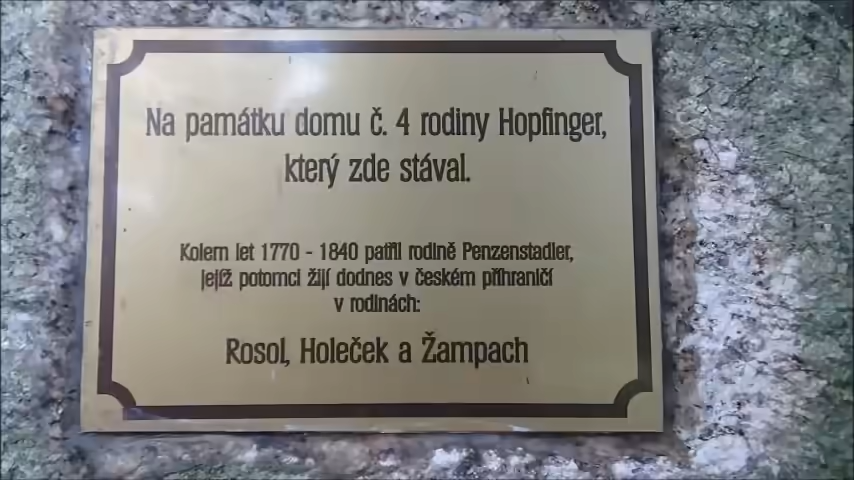 Na památku domu č. 4 rodiny Hopfinger,
který zde stával.
Kolem let 1770 - 1840 patřil rodině Penzenstadler,
jejíž potomci žijí dodnes v českém příhraničí
v rodinách:
Rosol, Holeček a Žampach